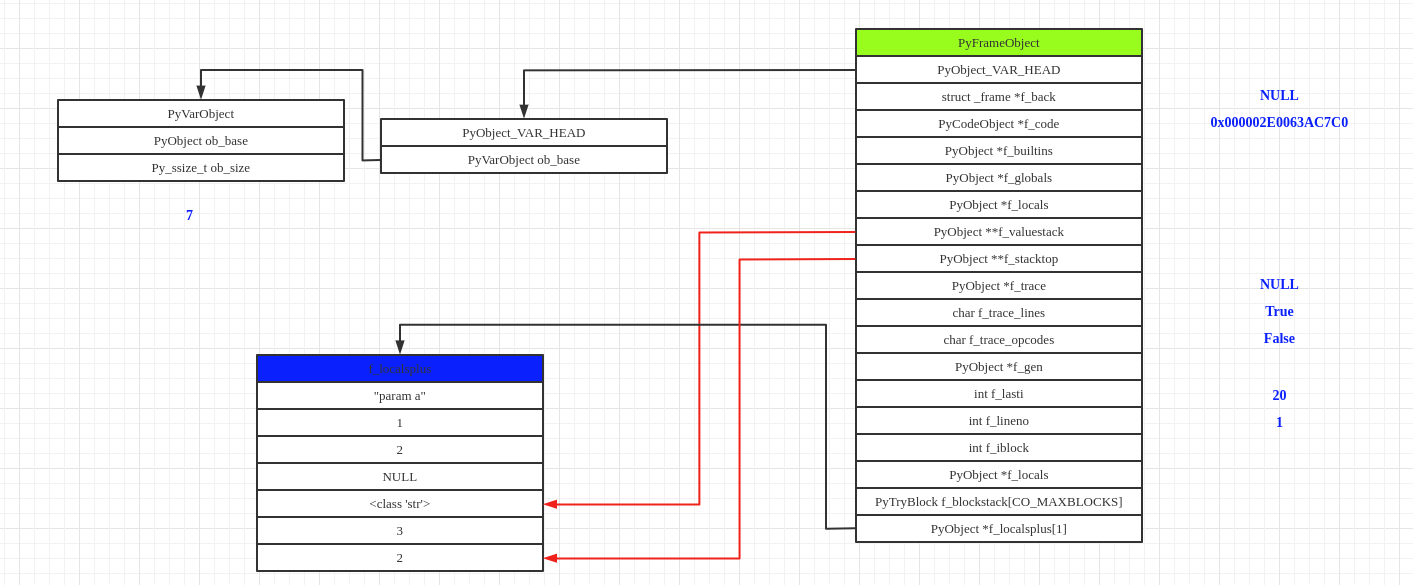 PyFrameObject
PyObject_VAR_HEAD
struct _frame *f_back
PyCodeObject *f_code
PyObject *f_builtins
PyObject *f_globals
PyObject *f_locals
PyObject **f_valuestack
PyObject **f_stacktop
PyObject *f_trace
char f_trace_lines
char f_trace_opcodes
PyObject *f_gen
int f_lasti
int f_lineno
int f_iblock
PyObject *f_locals
PyTryBlock f_blockstack[CO_MAXBLOCKS]
PyObject *f_localsplus[1]
NULL
0x000002E0063AC7C0
NULL
True
False
20
1
PyVarObject
PyObject ob_base
Py_ssize_t ob_size
7
PyObject_VAR_HEAD
PyVarObject ob_base
f_localsplus
"param a"
1
2
NULL
<class 'str'>
3
2